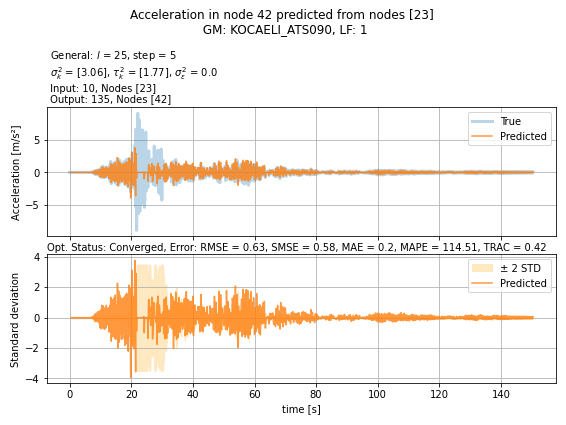 Acceleration in node 42 predicted from nodes [23]
GM: KOCAELI_ATS090, LF: 1
General: l = 25, step = 5
σ²ₖ = [3.06], τ²ₖ = [1.77], σ²ε = 0.0
Input: 10, Nodes [23]
Output: 135, Nodes [42]
Acceleration [m/s²]
5
0
−5
True
Predicted
Opt. Status: Converged, Error: RMSE = 0.63, SMSE = 0.58, MAE = 0.2, MAPE = 114.51, TRAC = 0.42
Standard deviation
4
2
0
−2
−4
± 2 STD
Predicted
0 20 40 60 80 100 120 140
time [s]